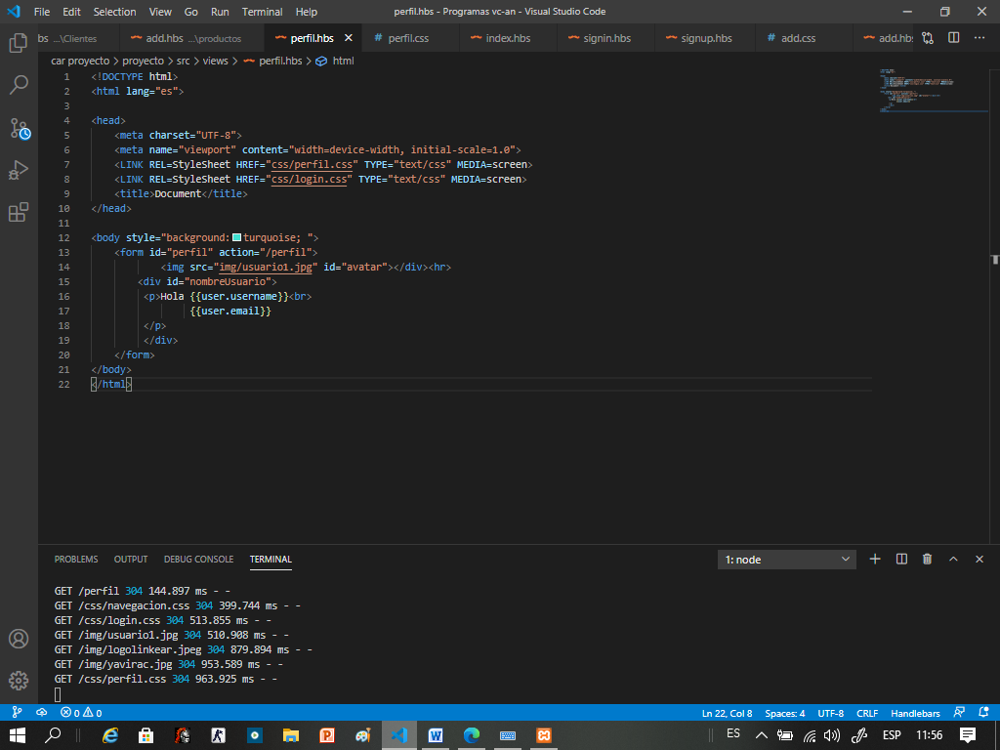 File Edit Selection View Go Run Terminal Help perfil.hbs - Programas vc-an - Visual Studio Code
bs ...\Clientes add.hbs ...\productos perfil.hbs perfil.css index.hbs signin.hbs signup.hbs add.css add.hbs
car proyecto > proyecto > src > views > perfil.hbs > html
1 <!DOCTYPE html>
2 <html lang="es">
3
4 <head>
5 <meta charset="UTF-8">
6 <meta name="viewport" content="width=device-width, initial-scale=1.0">
7 <LINK REL=StyleSheet HREF="css/perfil.css" TYPE="text/css" MEDIA=screen>
8 <LINK REL=StyleSheet HREF="css/login.css" TYPE="text/css" MEDIA=screen>
9 <title>Document</title>
10 </head>
11
12 <body style="background:turquoise; ">
13 <form id="perfil" action="/perfil">
14 <img src="img/usuario1.jpg" id="avatar"></div><hr>
15 <div id="nombreUsuario">
16 <p>Hola {{user.username}}<br>
17 {{user.email}}
18 </p>
19 </div>
20 </form>
21 </body>
22 </html>
PROBLEMS OUTPUT DEBUG CONSOLE TERMINAL 1: node
GET /perfil 304 144.897 ms - -
GET /css/navegacion.css 304 399.744 ms - -
GET /css/login.css 304 513.855 ms - -
GET /img/usuario1.jpg 304 510.908 ms - -
GET /img/logolinkear.jpeg 304 879.894 ms - -
GET /img/yavirac.jpg 304 953.589 ms - -
GET /css/perfil.css 304 963.925 ms - -
0 0 Ln 22, Col 8 Spaces: 4 UTF-8 CRLF Handlebars
ES ESP 11:56